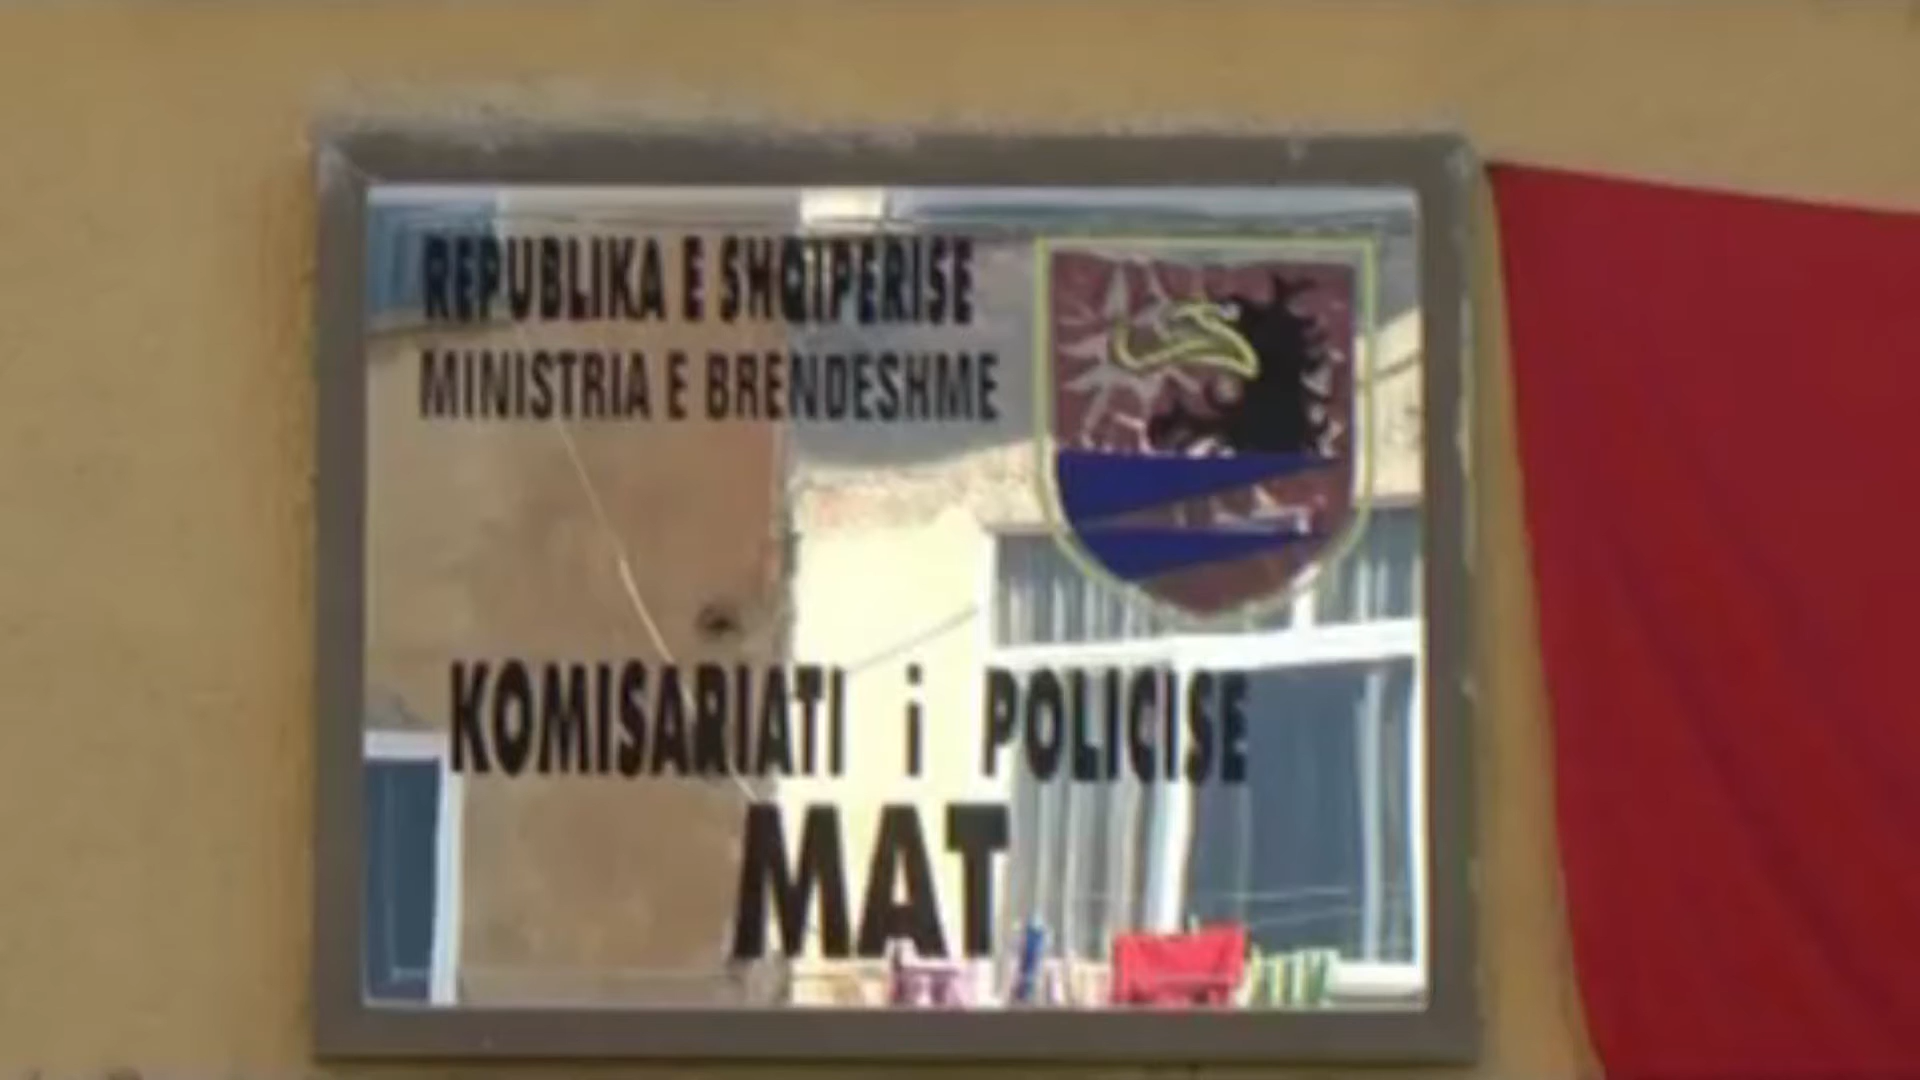 REPUBLIKA E SHQIPERISE
MINISTRIA E BRENDESHME
KOMISARIATI i POLICISE
MAT